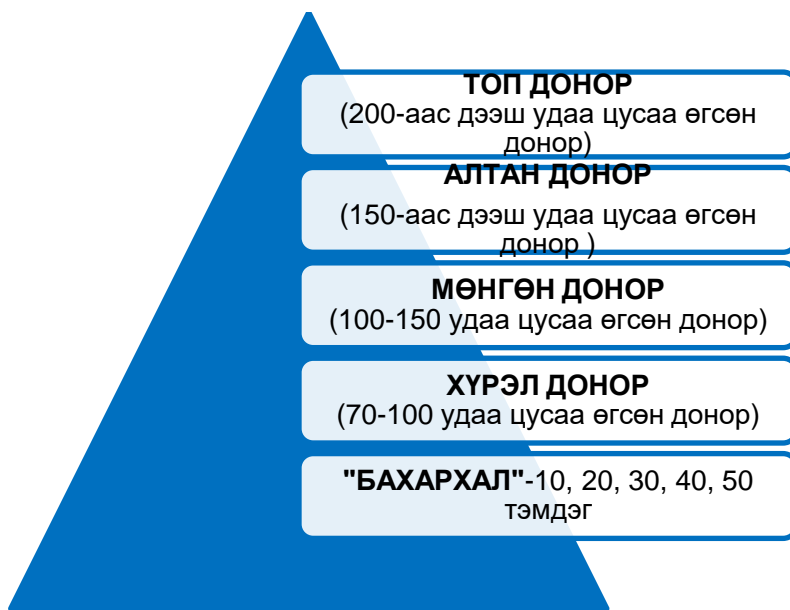 ТОП ДОНОР
(200-аас дээш удаа цусаа өгсөн
донор)
АЛТАН ДОНОР
(150-аас дээш удаа цусаа өгсөн
донор )
МӨНГӨН ДОНОР
(100-150 удаа цусаа өгсөн донор)
ХҮРЭЛ ДОНОР
(70-100 удаа цусаа өгсөн донор)
"БАХАРХАЛ"-10, 20, 30, 40, 50
тэмдэг